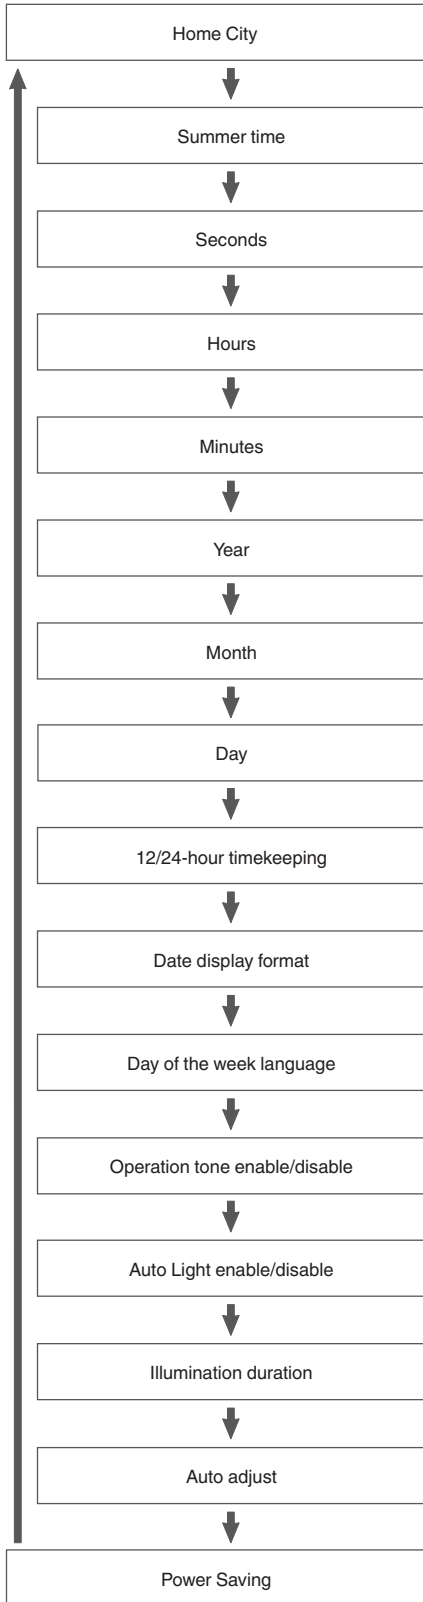 Home City
Summer time
Seconds
Hours
Minutes
Year
Month
Day
12/24-hour timekeeping
Date display format
Day of the week language
Operation tone enable/disable
Auto Light enable/disable
Illumination duration
Auto adjust
Power Saving